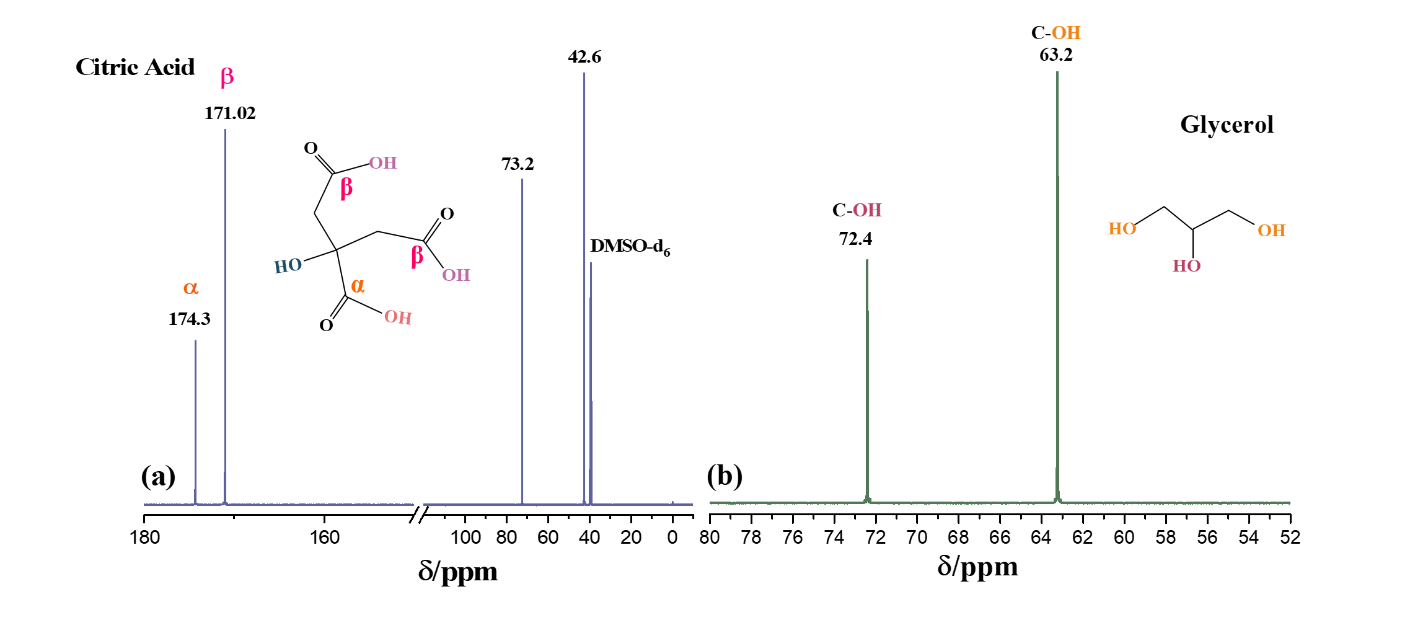 Citric Acid
β
171.02
α
174.3
O
OH
β
O
β
OH
HO
α
O
OH
73.2
42.6
DMSO-d6
(a)
180 160 100 80 60 40 20 0
δ/ppm
C-OH
63.2
Glycerol
C-OH
72.4
HO
OH
HO
(b)
80 78 76 74 72 70 68 66 64 62 60 58 56 54 52
δ/ppm